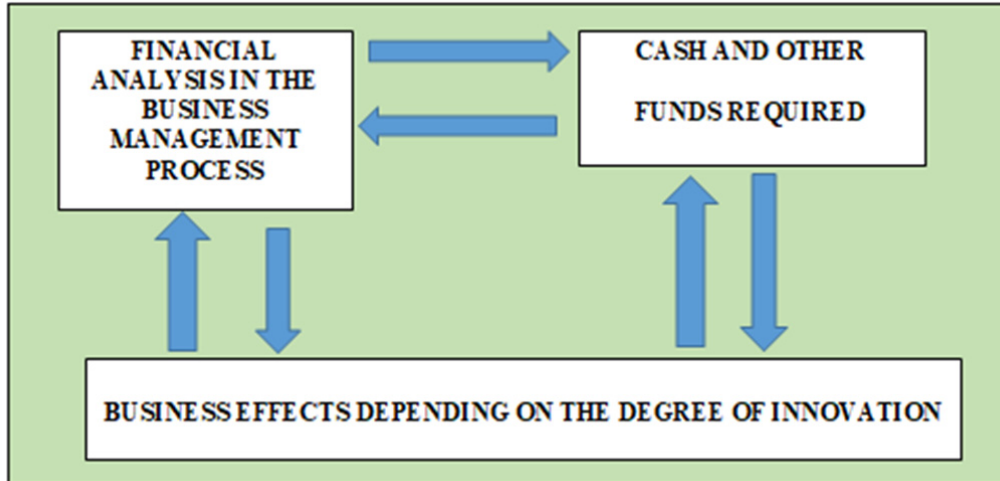 FINANCIAL
ANALYSIS IN THE
BUSINESS
MANAGEMENT
PROCESS
CASH AND OTHER
FUNDS REQUIRED
BUSINESS EFFECTS DEPENDING ON THE DEGREE OF INNOVATION